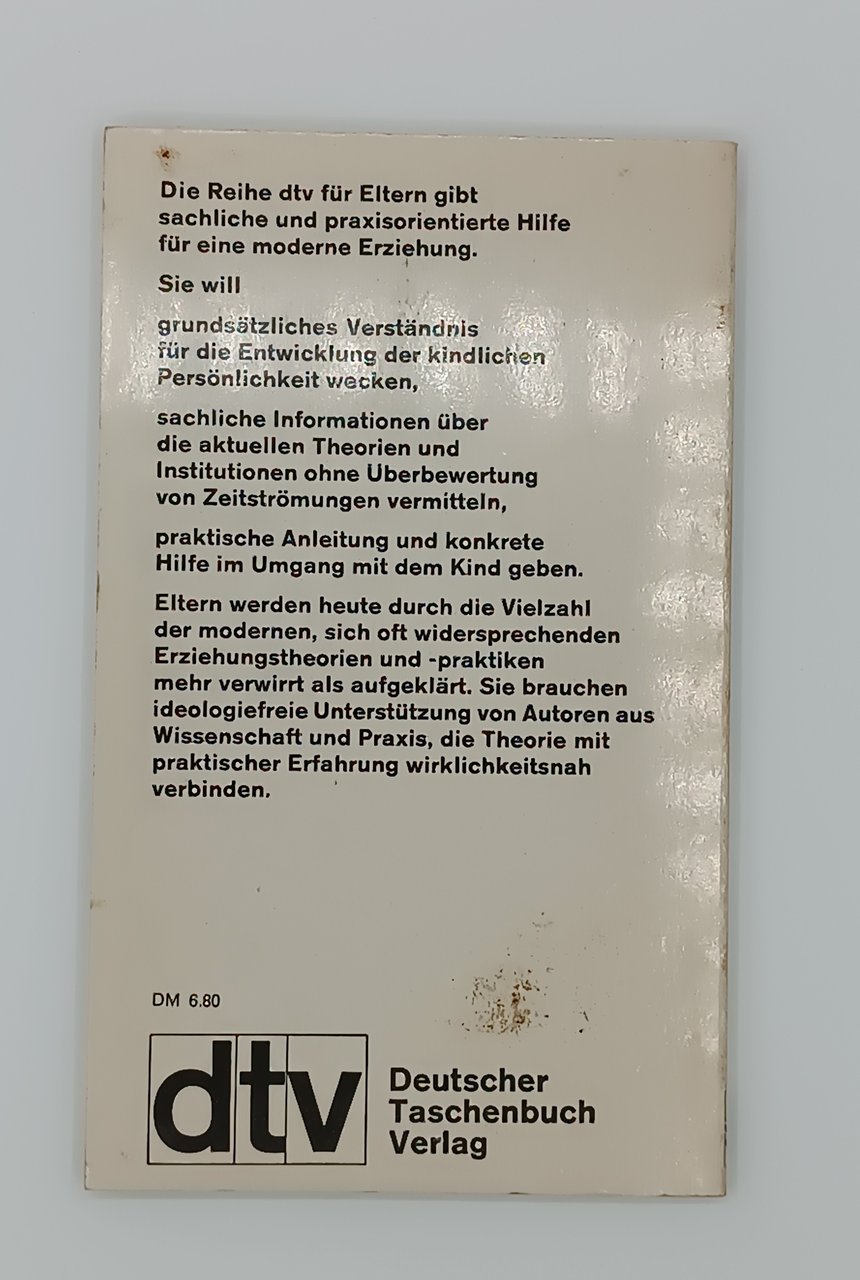 Die Reihe dtv für Eltern gibt
sachliche und praxisorientierte Hilfe
für eine moderne Erziehung.
Sie will
grundsätzliches Verständnis
für die Entwicklung der kindlichen
Persönlichkeit wecken,
sachliche Informationen über
die aktuellen Theorien und
Institutionen ohne Überbewertung
von Zeitströmungen vermitteln,
praktische Anleitung und konkrete
Hilfe im Umgang mit dem Kind geben.
Eltern werden heute durch die Vielzahl
der modernen, sich oft widersprechenden
Erziehungstheorien und -praktiken
mehr verwirrt als aufgeklärt. Sie brauchen
ideologiefreie Unterstützung von Autoren aus
Wissenschaft und Praxis, die Theorie mit
praktischer Erfahrung wirklichkeitsnah
verbinden.
DM 6.80
dtv
Deutscher
Taschenbuch
Verlag